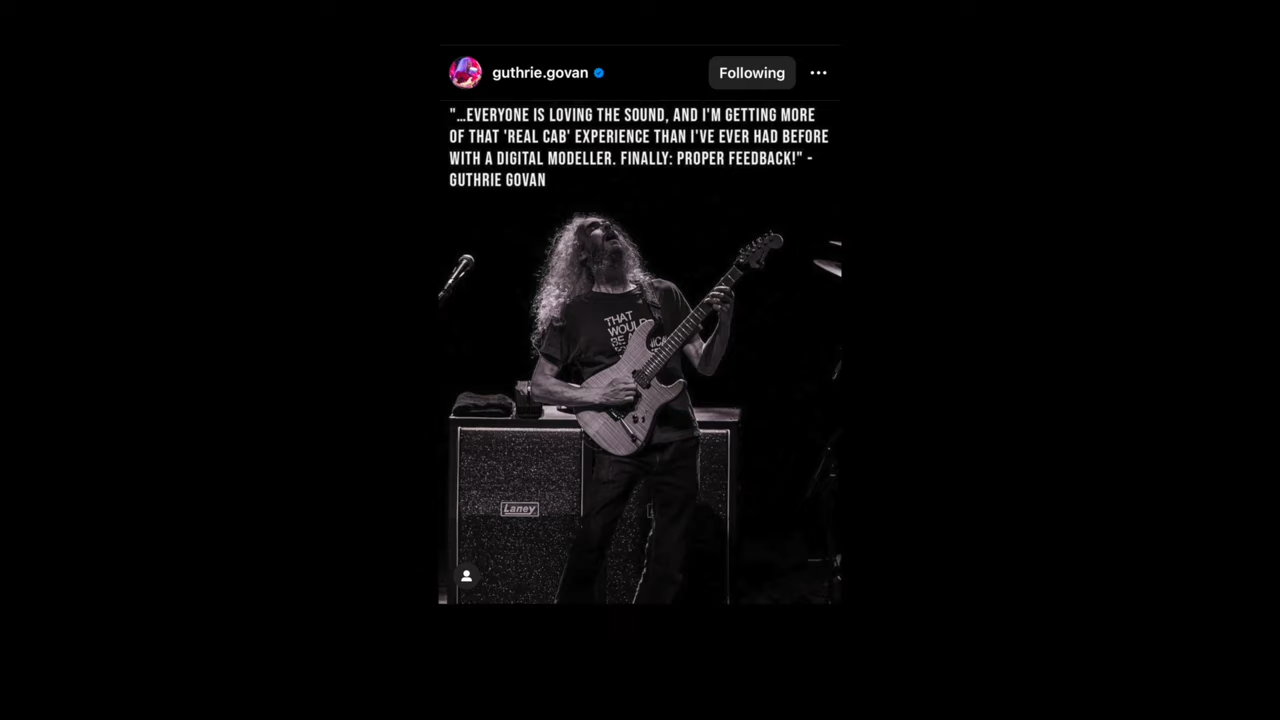 guthrie.govan
Following
"...EVERYONE IS LOVING THE SOUND, AND I'M GETTING MORE
OF THAT 'REAL CAB' EXPERIENCE THAN I'VE EVER HAD BEFORE
WITH A DIGITAL MODELLER. FINALLY: PROPER FEEDBACK!" -
GUTHRIE GOVAN
THAT
WOULD
BE
Laney